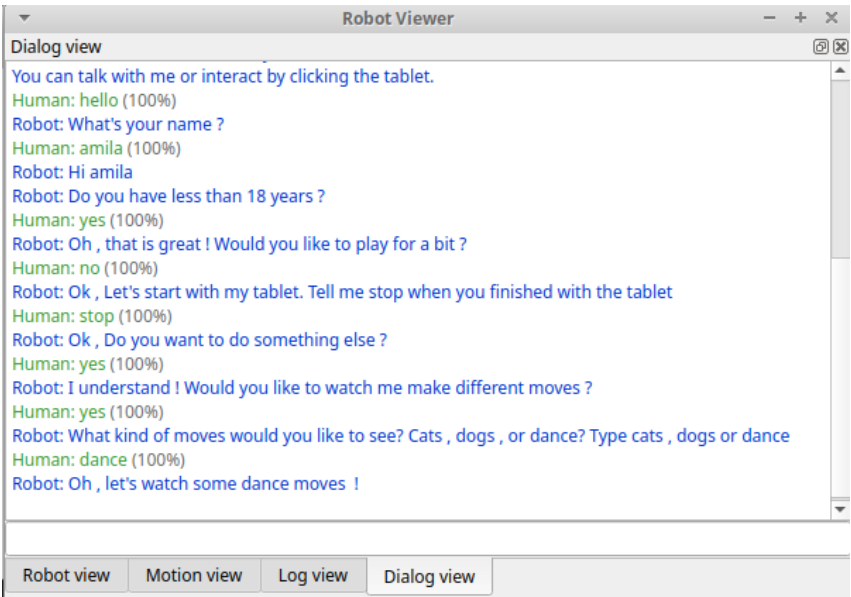 Robot Viewer
Dialog view
You can talk with me or interact by clicking the tablet.
Human: hello (100%)
Robot: What's your name ?
Human: amila (100%)
Robot: Hi amila
Robot: Do you have less than 18 years ?
Human: yes (100%)
Robot: Oh , that is great ! Would you like to play for a bit ?
Human: no (100%)
Robot: Ok , Let's start with my tablet. Tell me stop when you finished with the tablet
Human: stop (100%)
Robot: Ok , Do you want to do something else ?
Human: yes (100%)
Robot: I understand ! Would you like to watch me make different moves ?
Human: yes (100%)
Robot: What kind of moves would you like to see? Cats , dogs , or dance? Type cats , dogs or dance
Human: dance (100%)
Robot: Oh , let's watch some dance moves !
Robot view Motion view Log view Dialog view